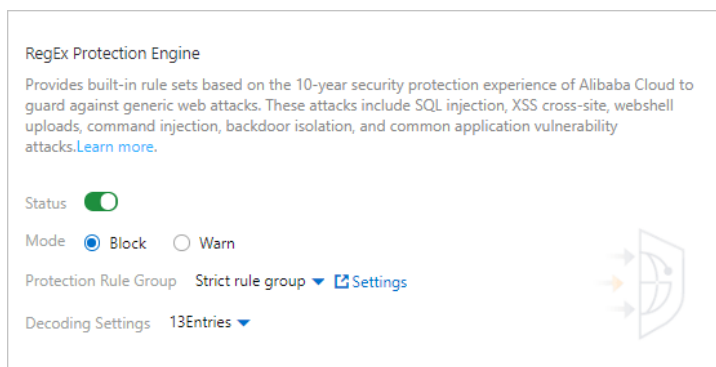 RegEx Protection Engine
Provides built-in rule sets based on the 10-year security protection experience of Alibaba Cloud to
guard against generic web attacks. These attacks include SQL injection, XSS cross-site, webshell
uploads, command injection, backdoor isolation, and common application vulnerability
attacks.Learn more.
Status
Mode Block Warn
Protection Rule Group Strict rule group Settings
Decoding Settings 13Entries